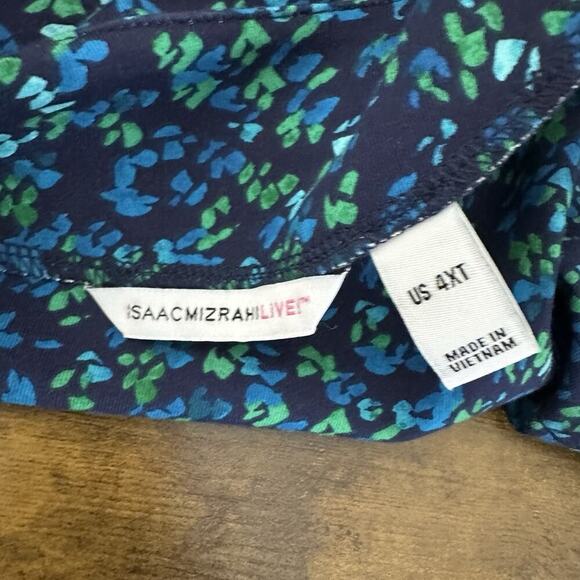 ISAACMIZRAHILIVE!™
US 4XT
MADE IN
VIETNAM